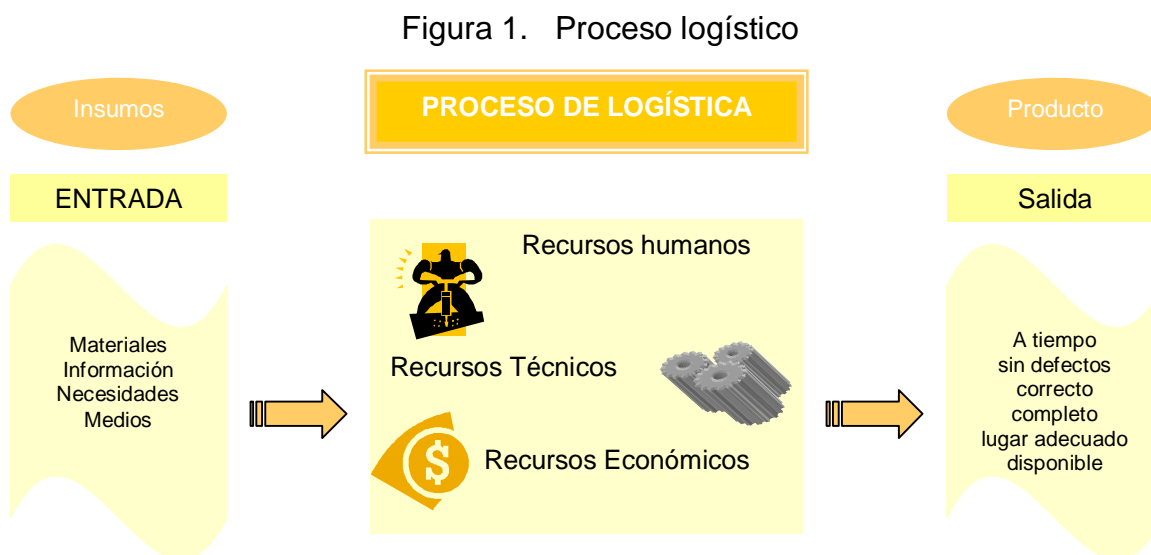 Figura 1. Proceso logístico
Insumos
PROCESO DE LOGÍSTICA
Producto
ENTRADA
Salida
Recursos humanos
Materiales
Información
Necesidades
Medios
Recursos Técnicos
Recursos Económicos
$
A tiempo
sin defectos
correcto
completo
lugar adecuado
disponible